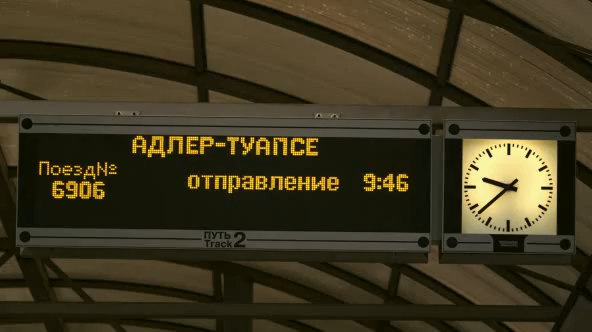 АДЛЕР-ТУАПСЕ
Поезд№
6906
отправление 9:46
ПУТЬ
Track 2